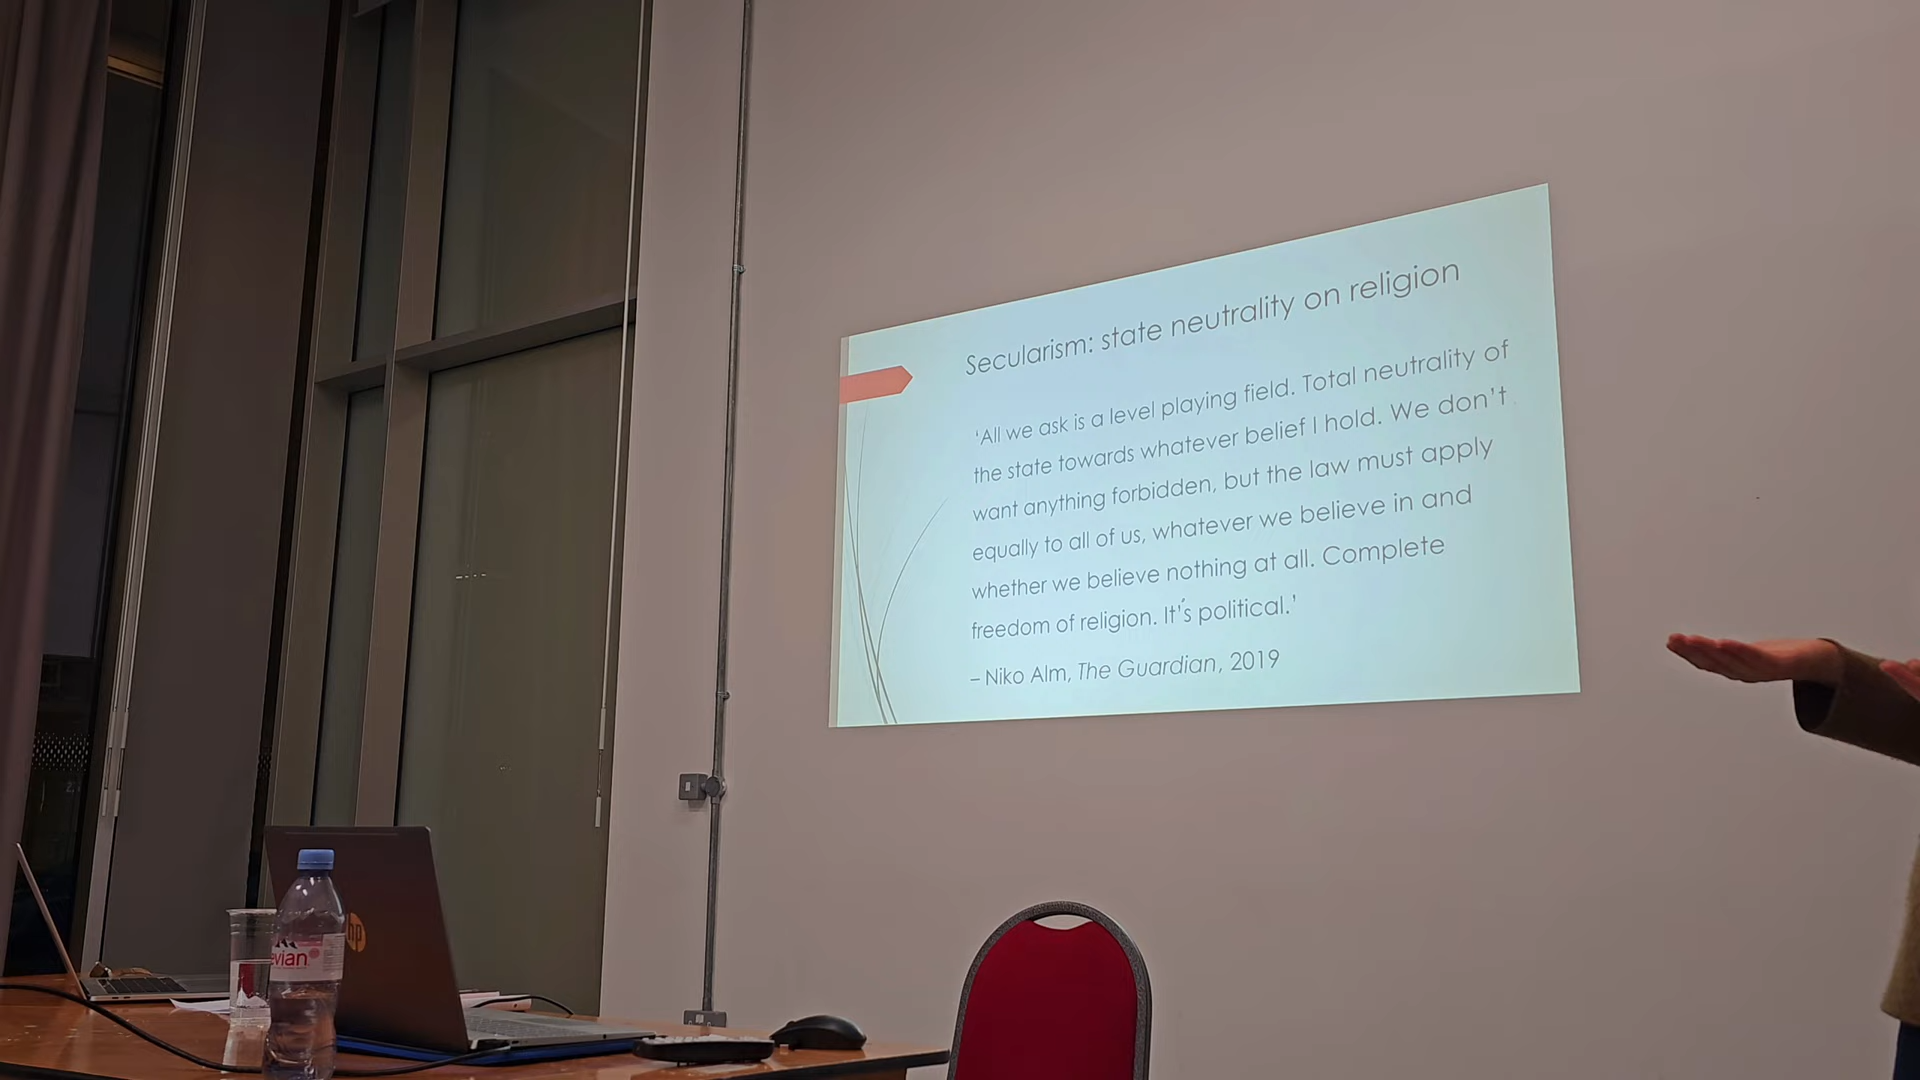 Secularism: state neutrality on religion
‘All we ask is a level playing field. Total neutrality of
the state towards whatever belief I hold. We don’t
want anything forbidden, but the law must apply
equally to all of us, whatever we believe in and
whether we believe nothing at all. Complete
freedom of religion. It’s political.’
– Niko Alm, The Guardian, 2019
hp
evian